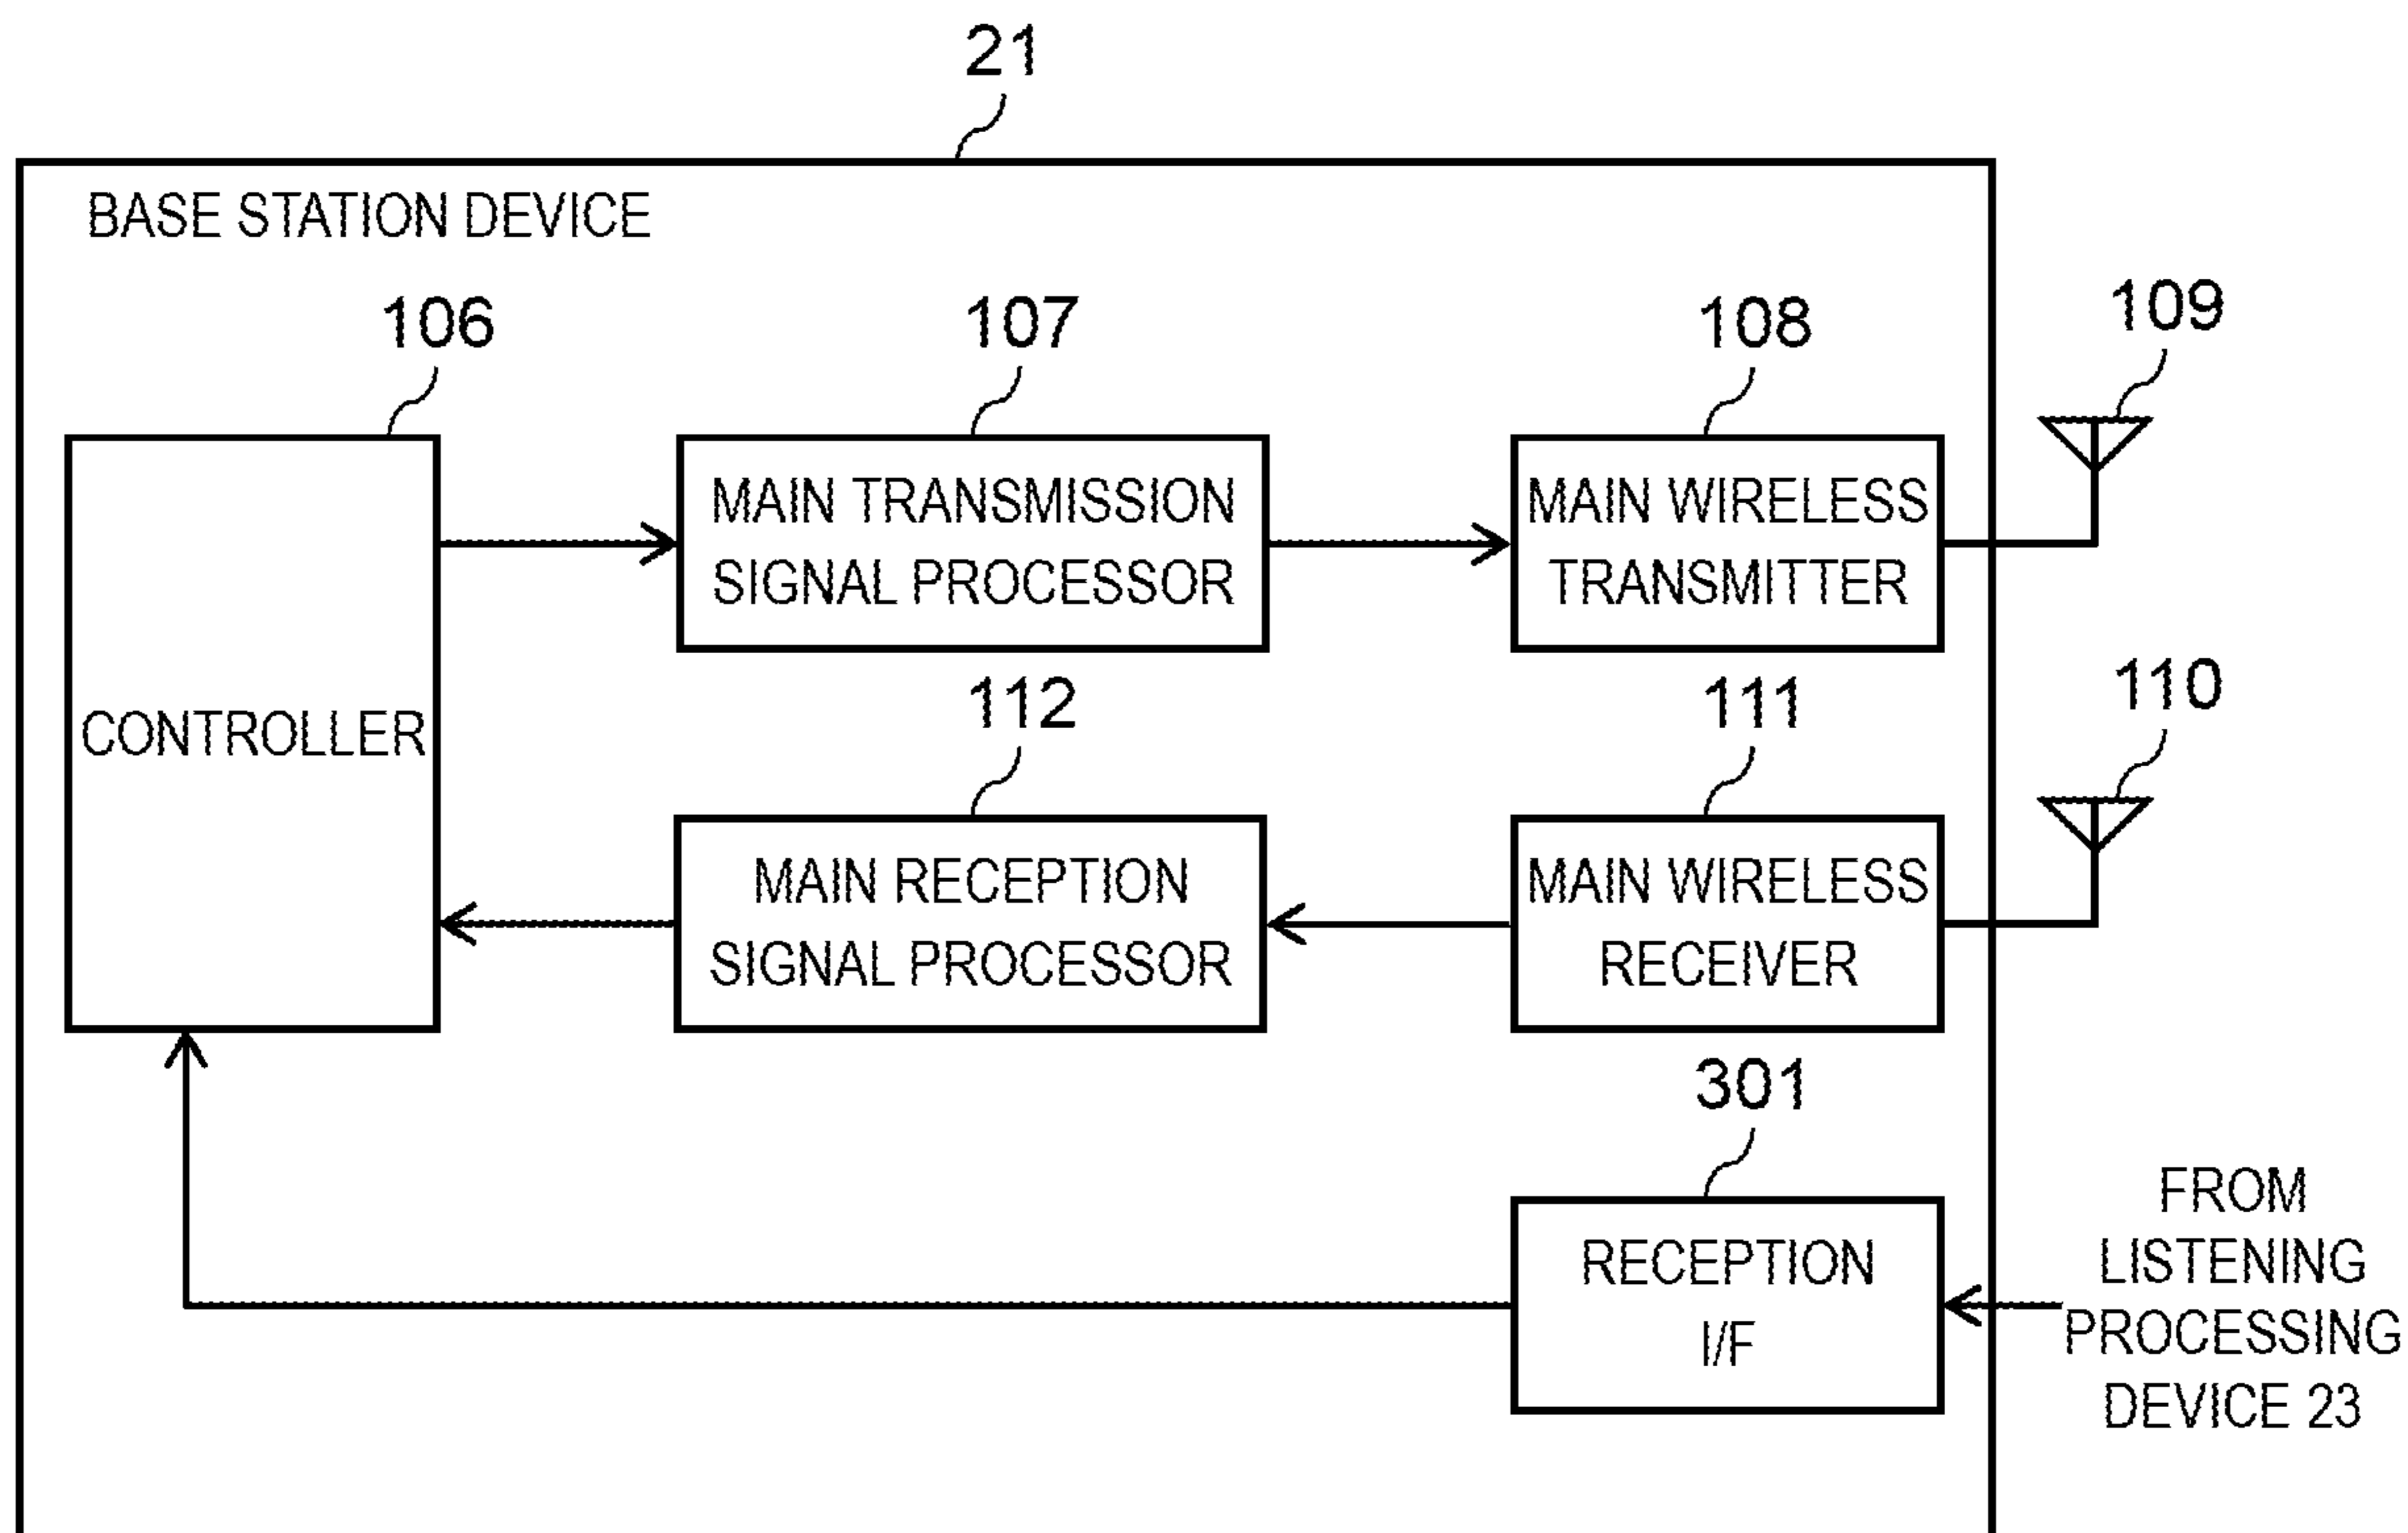 21
BASE STATION DEVICE
106
107
108
109
CONTROLLER
MAIN TRANSMISSION
SIGNAL PROCESSOR
MAIN WIRELESS
TRANSMITTER
112
111
110
MAIN RECEPTION
SIGNAL PROCESSOR
MAIN WIRELESS
RECEIVER
301
RECEPTION
I/F
FROM
LISTENING
PROCESSING
DEVICE 23